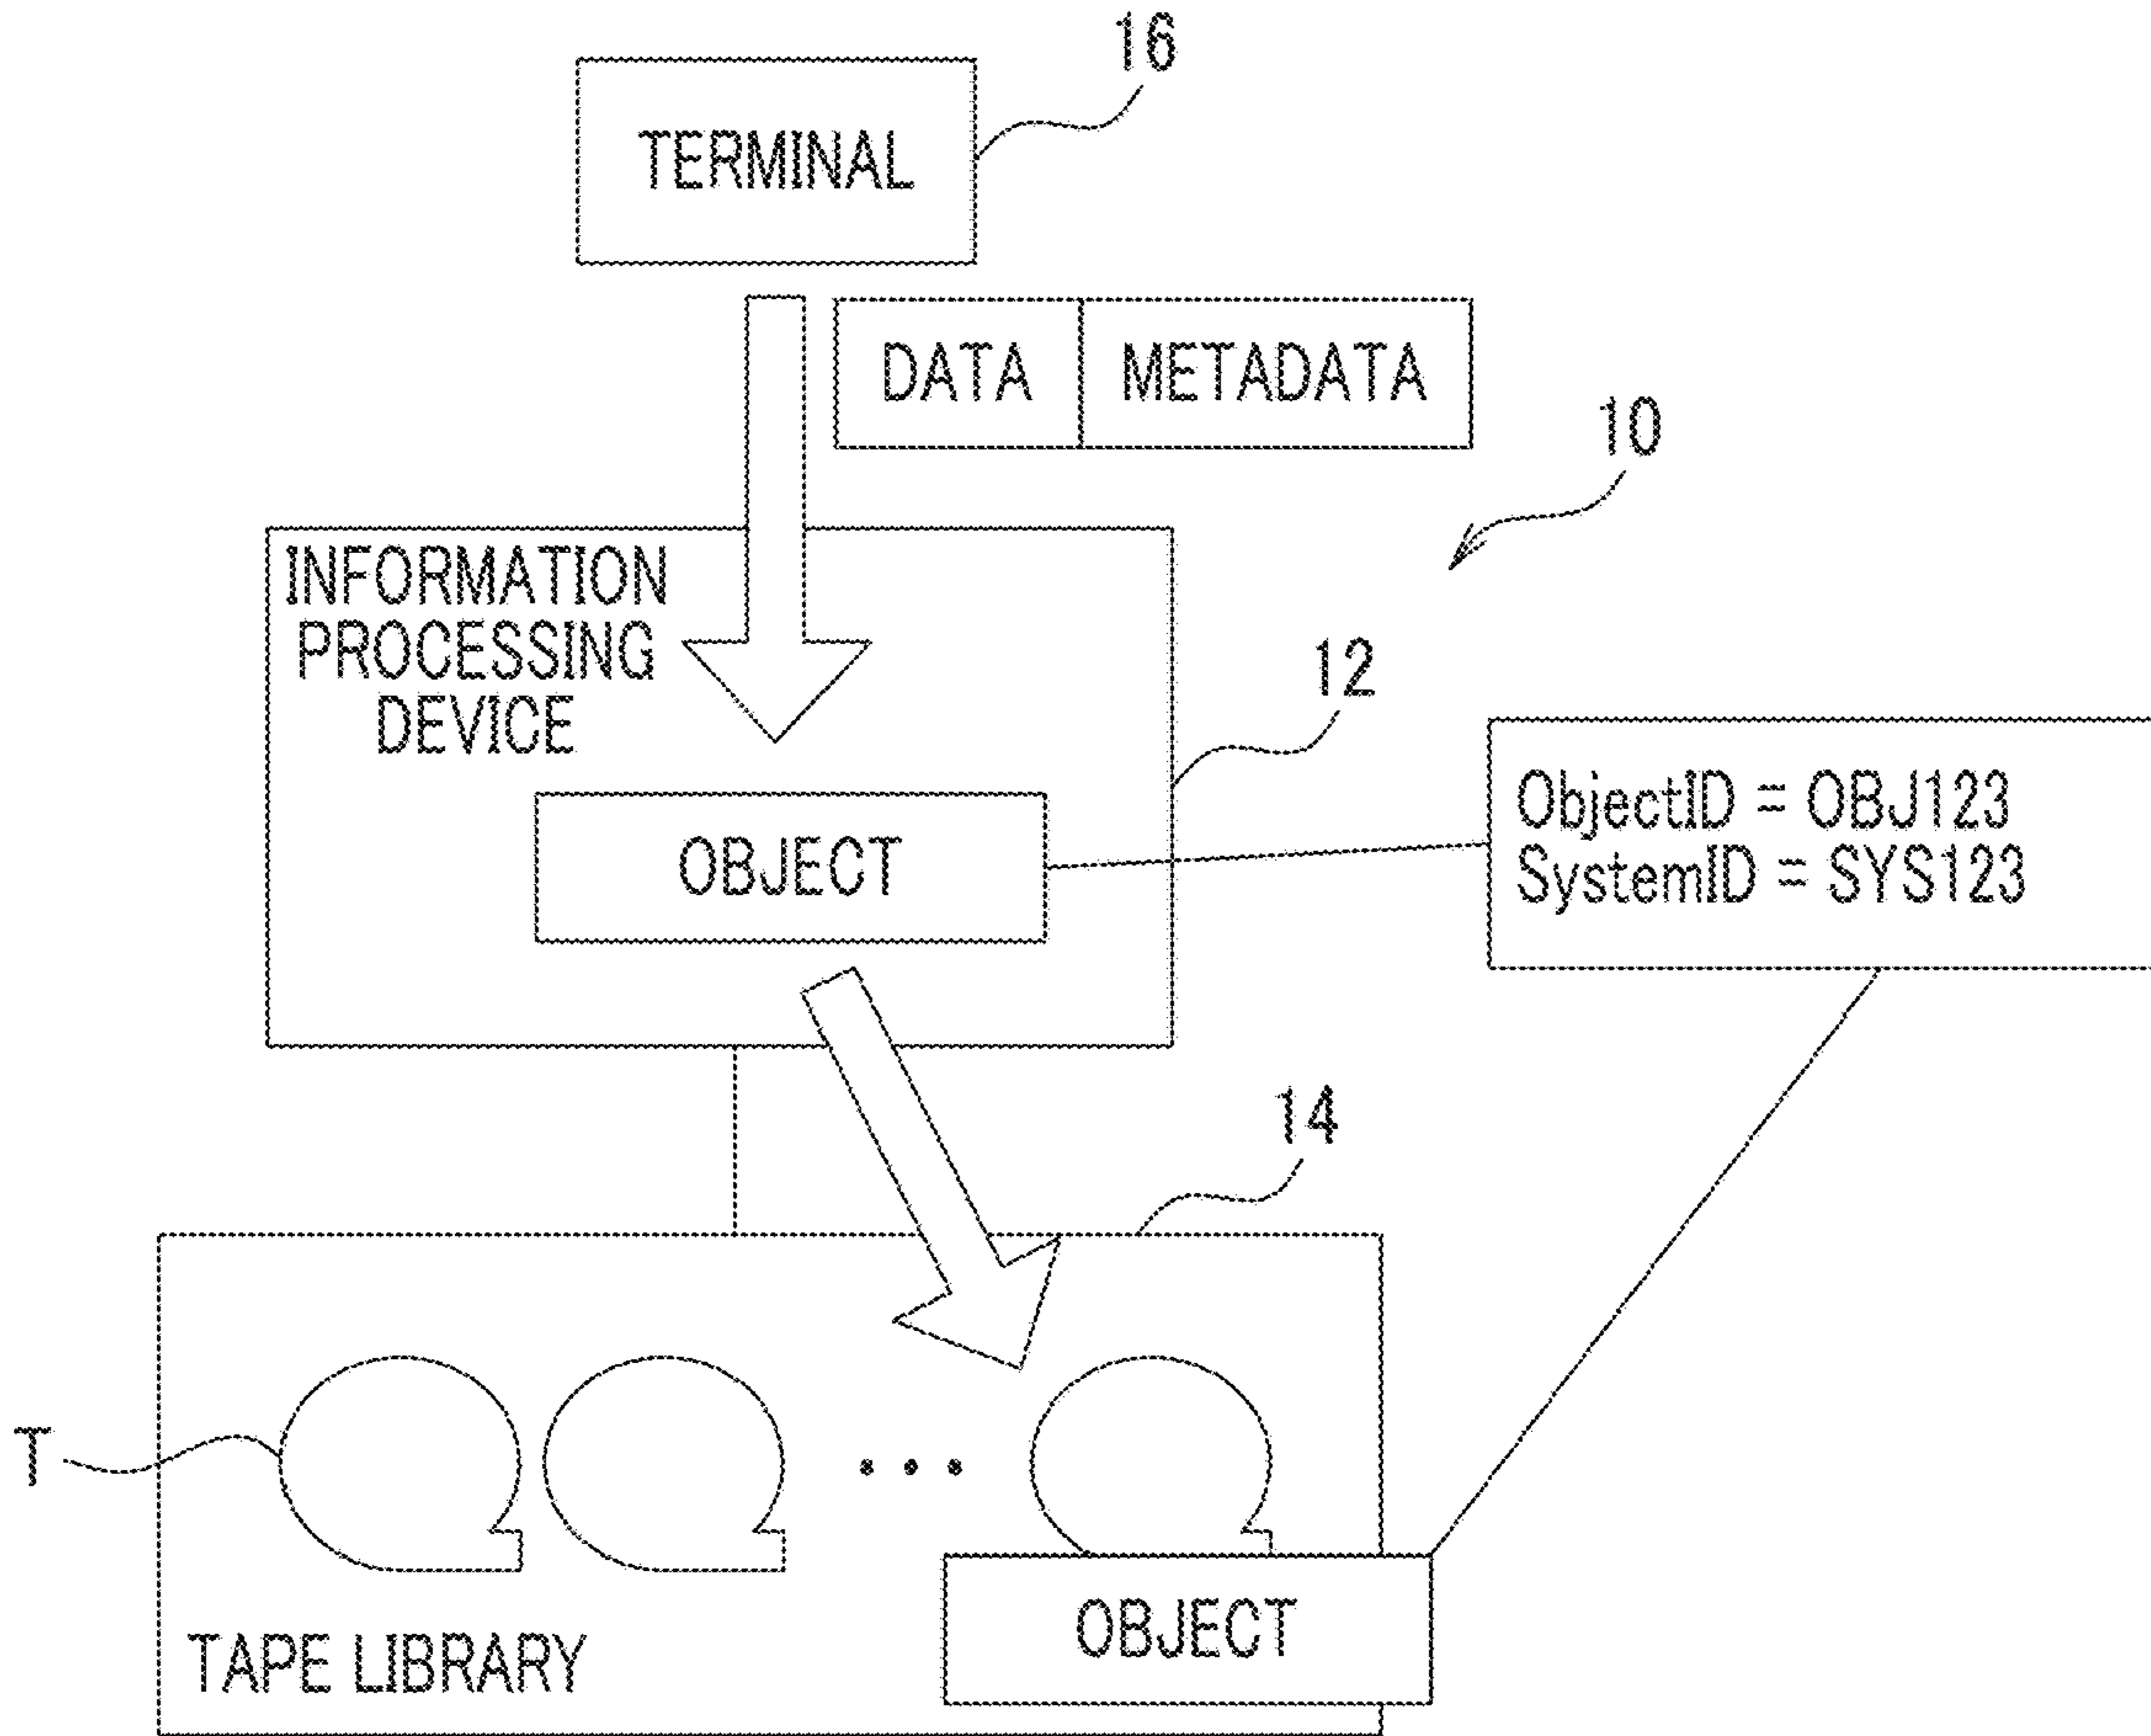 16
TERMINAL
DATA
METADATA
10
INFORMATION
PROCESSING
DEVICE
12
OBJECT
ObjectID = OBJ123
SystemID = SYS123
14
T
...
OBJECT
TAPE LIBRARY